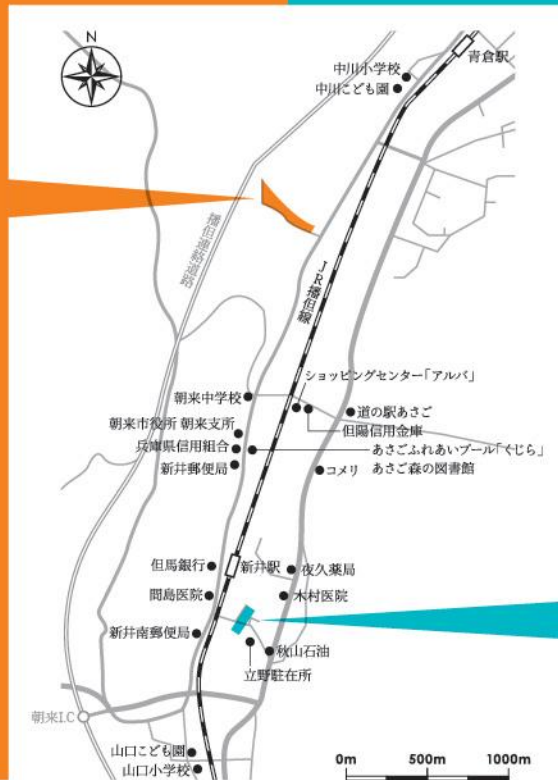 N
青倉駅
中川小学校
中川こども園
播但連絡道路
JR播但線
ショッピングセンター「アルバ」
朝来中学校
道の駅あさご
朝来市役所 朝来支所
但陽信用金庫
兵庫県信用組合
あさごふれあいプール「くじら」
新井郵便局
コメリ
あさご森の図書館
但馬銀行
新井駅
夜久薬局
間島医院
木村医院
新井南郵便局
秋山石油
立野駐在所
朝来I.C
山口こども園
山口小学校
0m 500m 1000m